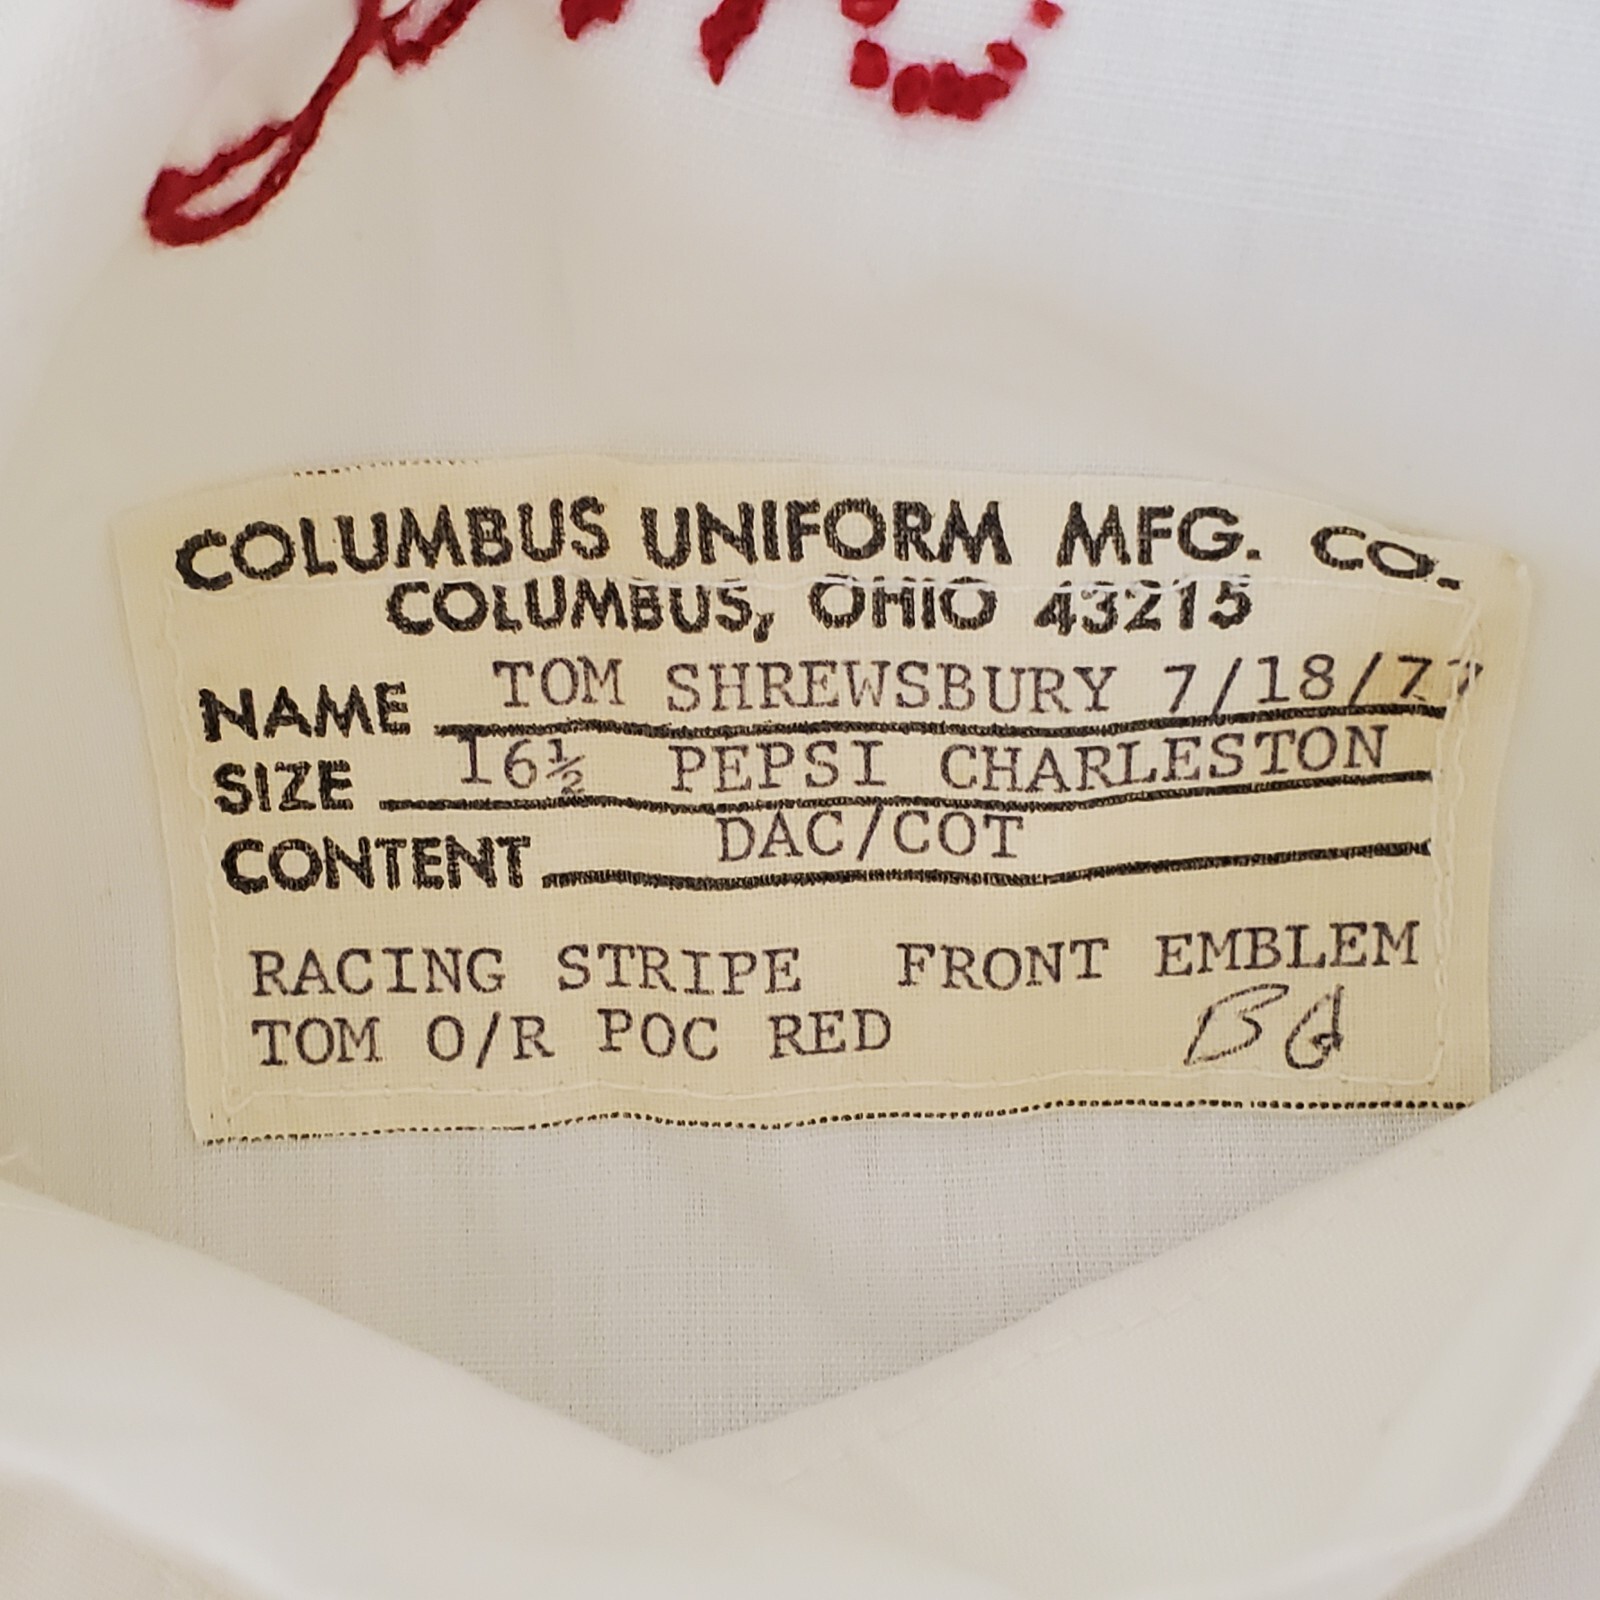 COLUMBUS UNIFORM MFG. CO.
COLUMBUS, OHIO 43215
NAME TOM SHREWSBURY 7/18/77
SIZE 16½ PEPSI CHARLESTON
CONTENT DAC/COT
RACING STRIPE FRONT EMBLEM
TOM O/R POC RED